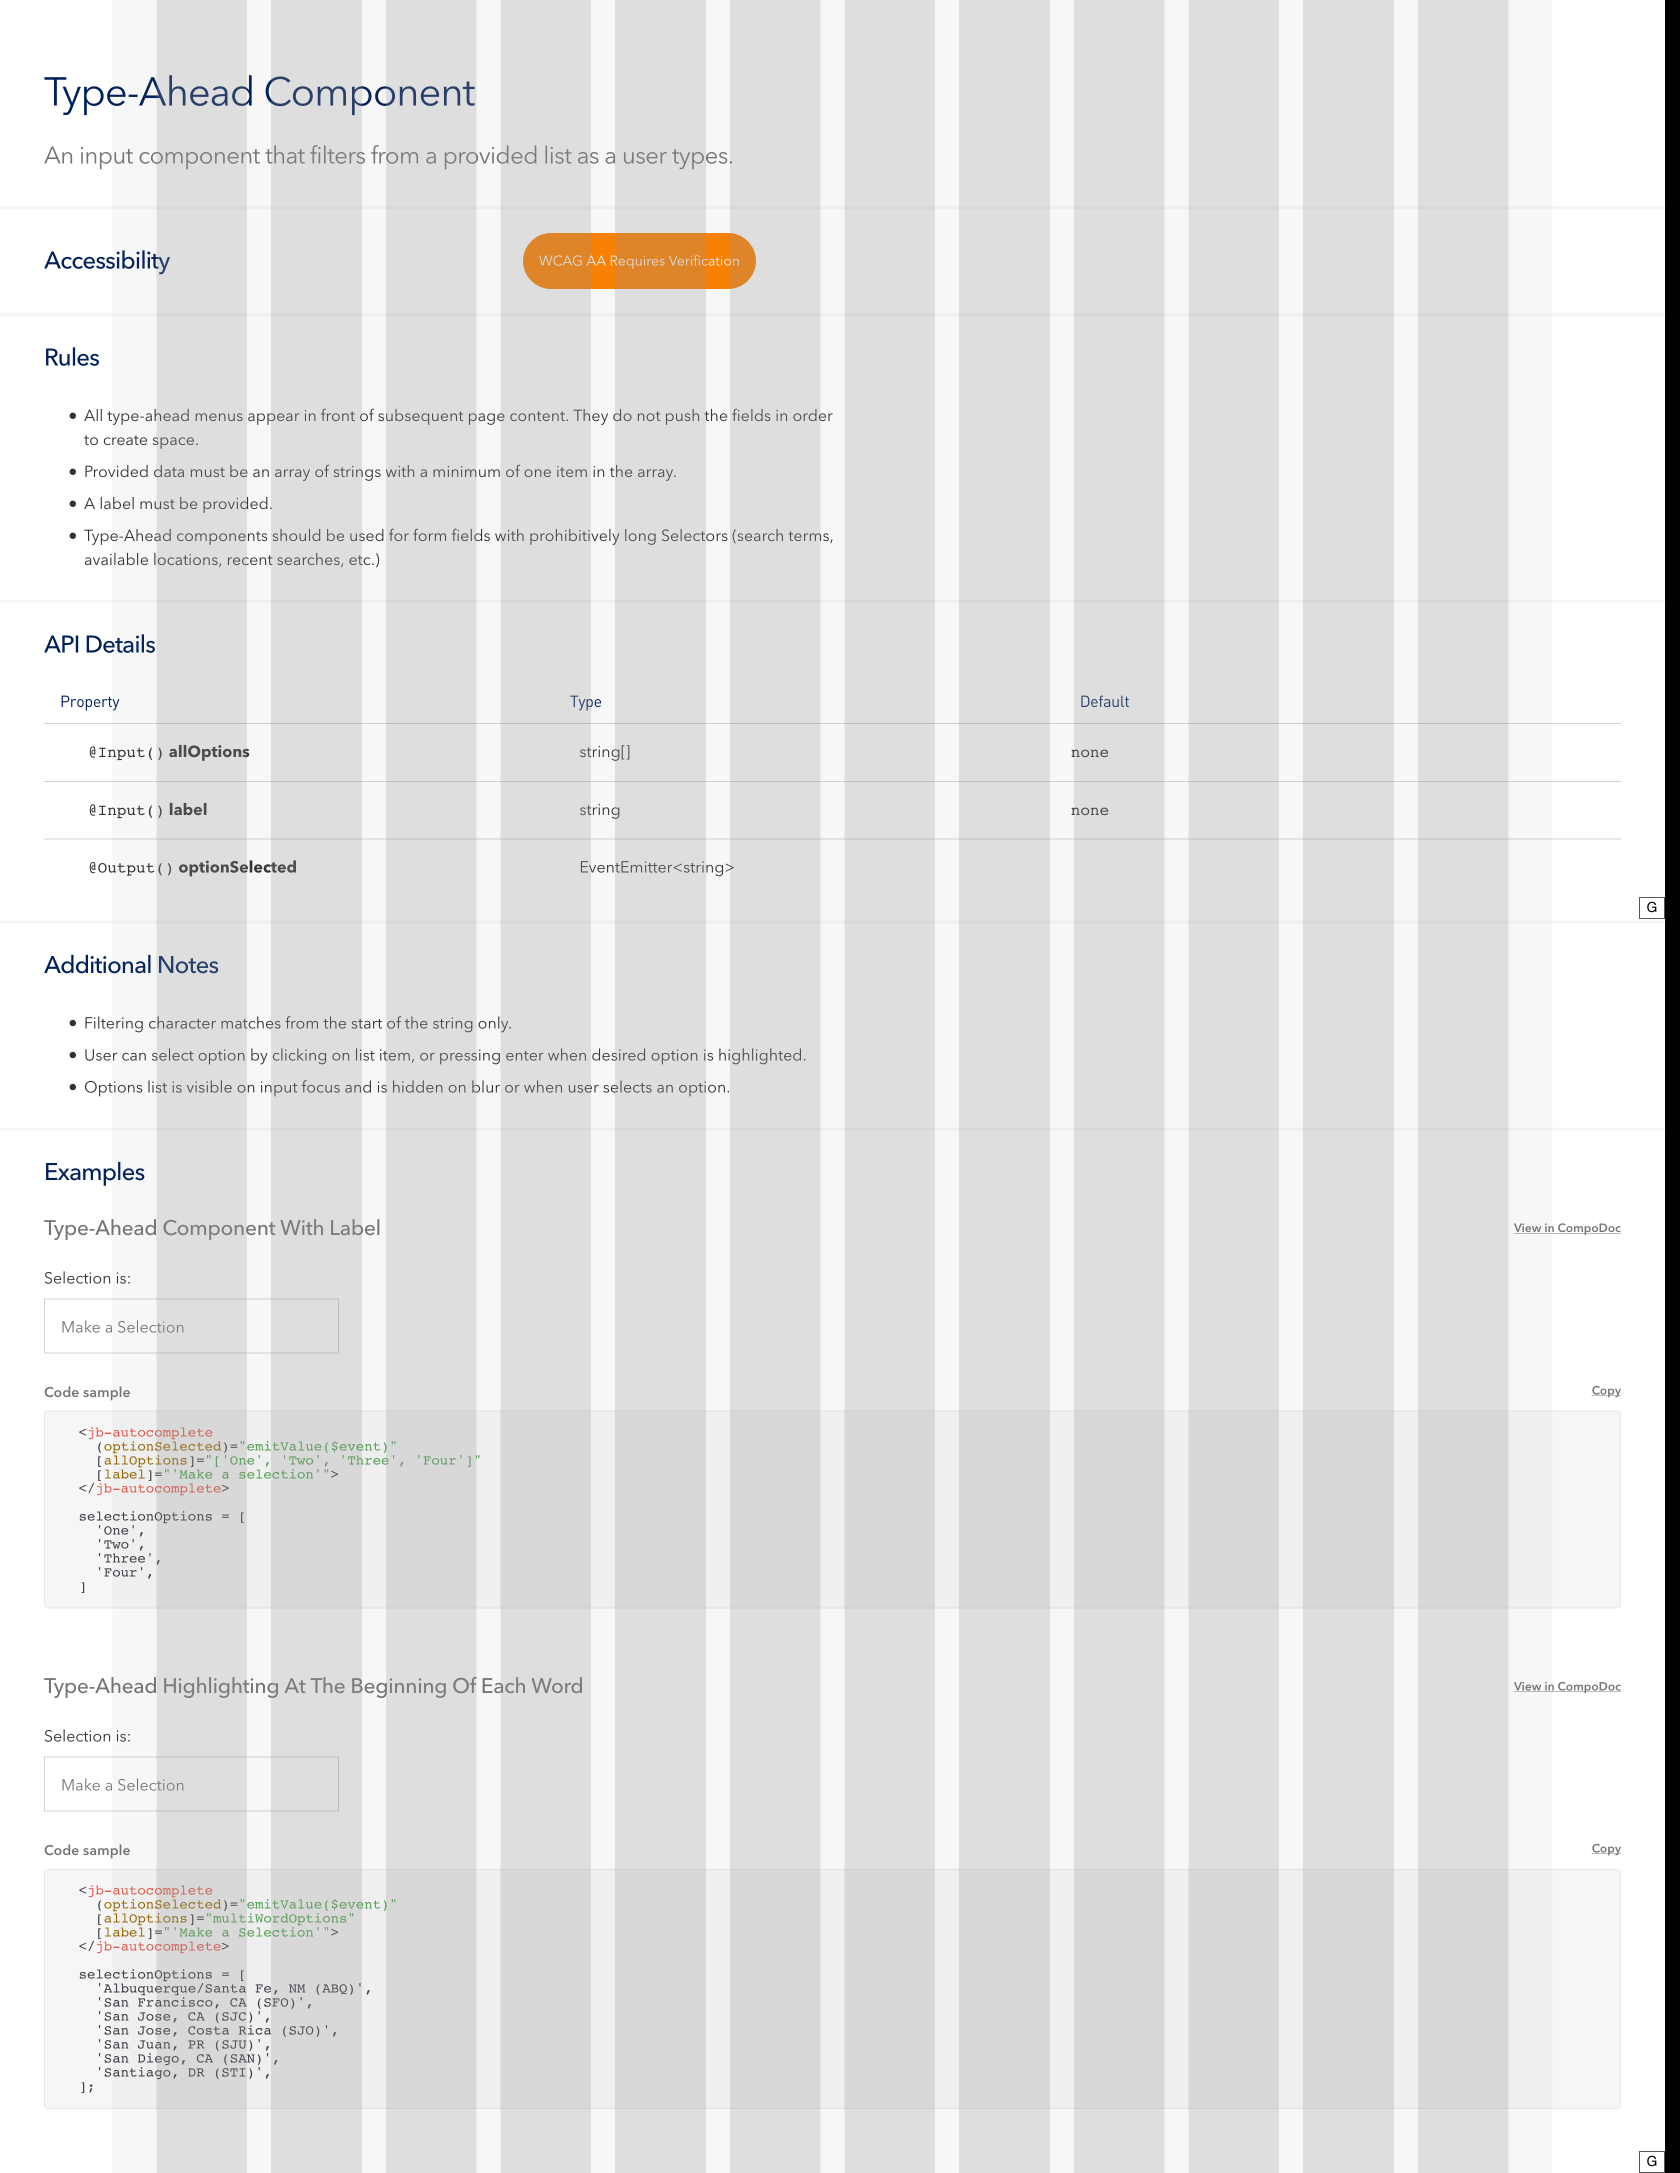 Type-Ahead Component
An input component that filters from a provided list as a user types.
Accessibility
WCAG AA Requires Verification
Rules
• All type-ahead menus appear in front of subsequent page content. They do not push the fields in order
to create space.
• Provided data must be an array of strings with a minimum of one item in the array.
• A label must be provided.
• Type-Ahead components should be used for form fields with prohibitively long Selectors (search terms,
available locations, recent searches, etc.)
API Details
Property Type Default
@Input() allOptions string[] none
@Input() label string none
@Output() optionSelected EventEmitter<string>
G
Additional Notes
• Filtering character matches from the start of the string only.
• User can select option by clicking on list item, or pressing enter when desired option is highlighted.
• Options list is visible on input focus and is hidden on blur or when user selects an option.
Examples
Type-Ahead Component With Label View in CompoDoc
Selection is:
Make a Selection
Code sample Copy
<jb-autocomplete
(optionSelected)="emitValue($event)"
[allOptions]="['One', 'Two', 'Three', 'Four']"
[label]="'Make a selection'">
</jb-autocomplete>
selectionOptions = [
'One',
'Two',
'Three',
'Four',
]
Type-Ahead Highlighting At The Beginning Of Each Word View in CompoDoc
Selection is:
Make a Selection
Code sample Copy
<jb-autocomplete
(optionSelected)="emitValue($event)"
[allOptions]="multiWordOptions"
[label]="'Make a Selection'">
</jb-autocomplete>
selectionOptions = [
'Albuquerque/Santa Fe, NM (ABQ)',
'San Francisco, CA (SFO)',
'San Jose, CA (SJC)',
'San Jose, Costa Rica (SJO)',
'San Juan, PR (SJU)',
'San Diego, CA (SAN)',
'Santiago, DR (STI)',
];
G